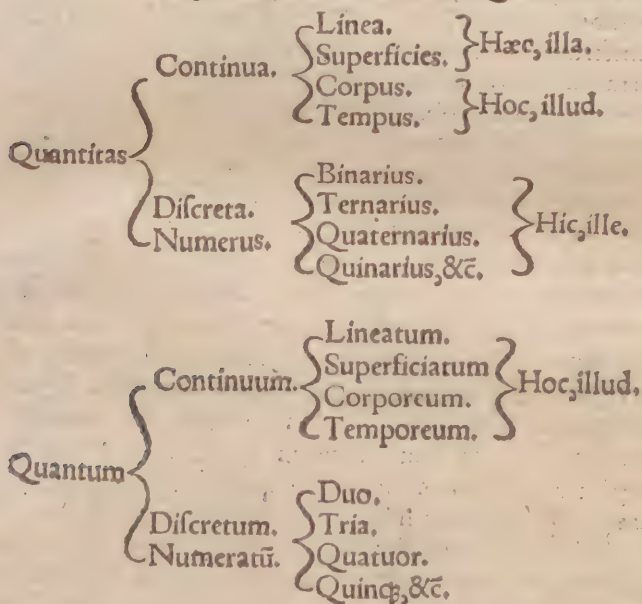 Linea.
Superficies.
Hæc, illa.
Continua.
Corpus.
Tempus.
Hoc, illud.
Quantitas
Binarius.
Diſcreta.
Ternarius.
Numerus.
Quaternarius.
Hic, ille.
Quinarius, &c̄.
Lineatum.
Continuum.
Superficiatum
Corporeum.
Hoc, illud.
Temporeum.
Quantum
Duo.
Diſcretum.
Tria.
Numeratū.
Quatuor.
Quinqꝫ, &c̄.